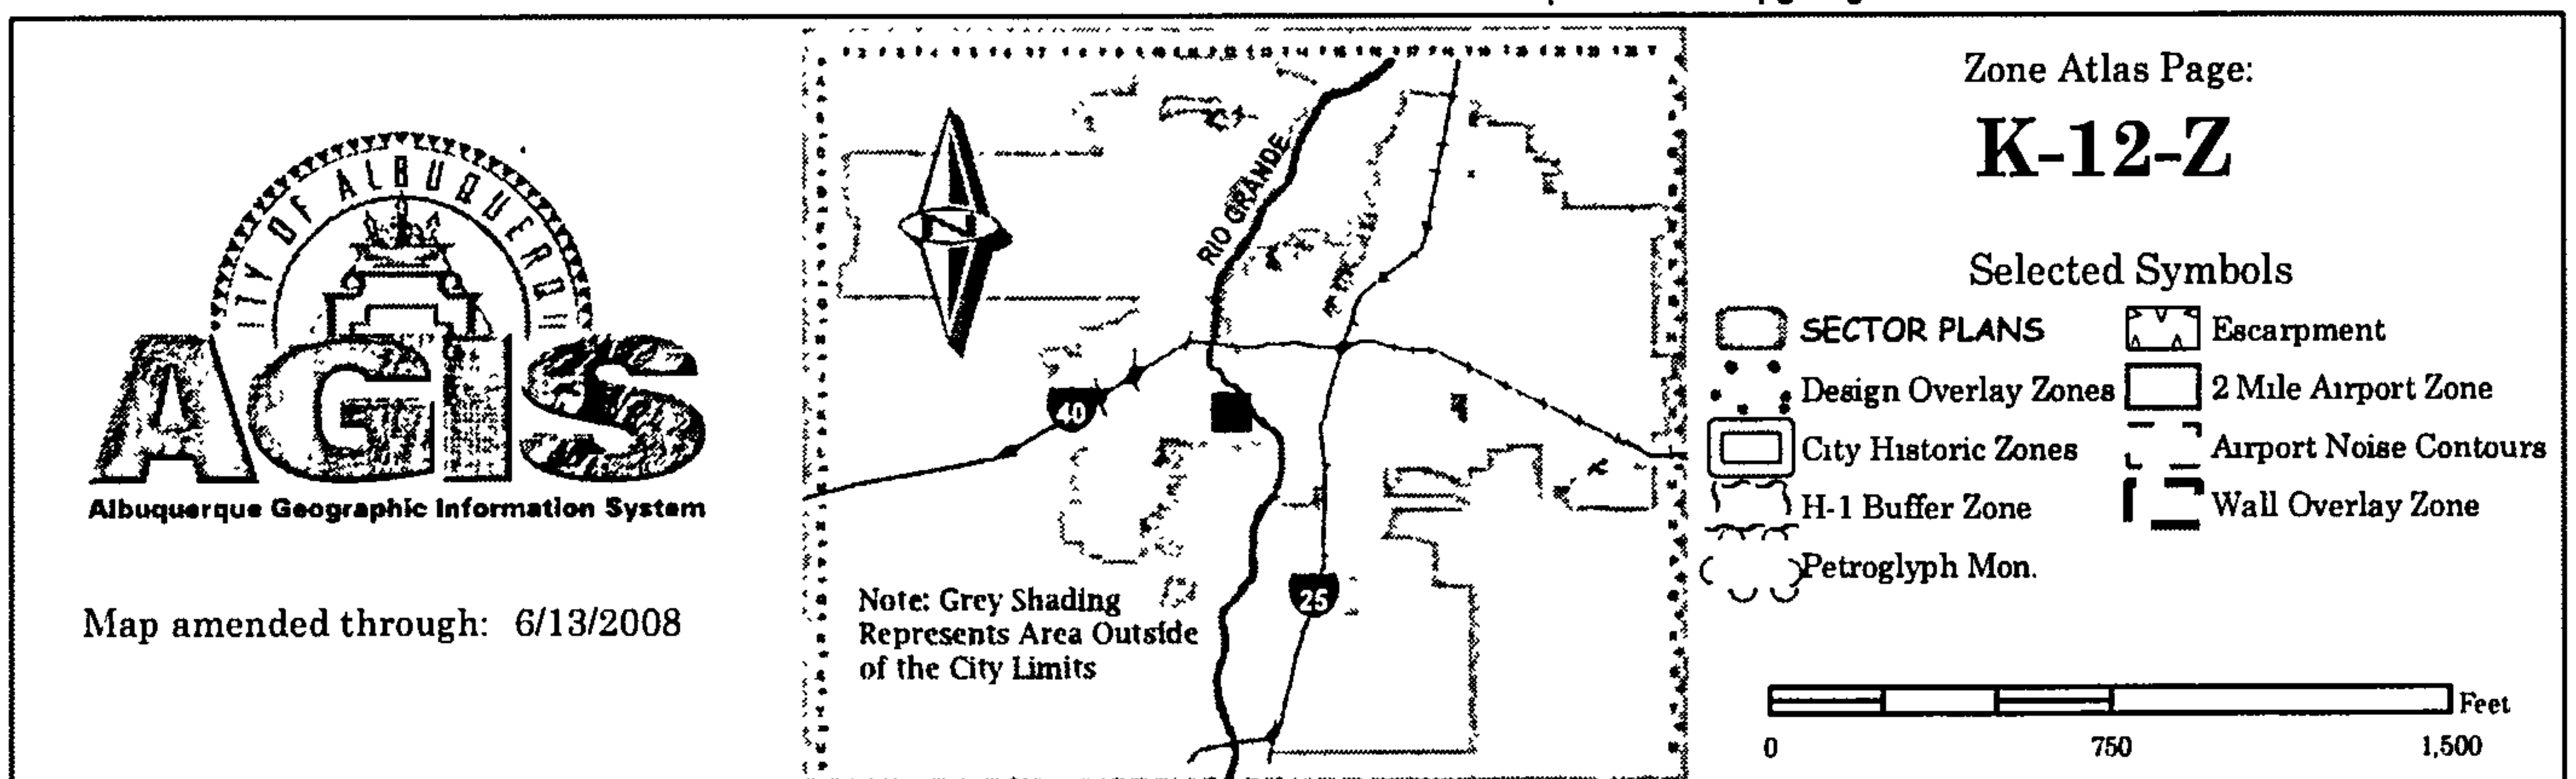 CITY OF ALBUQUERQUE
AGIS
Albuquerque Geographic Information System
Map amended through: 6/13/2008
RIO GRANDE
N
40
25
Note: Grey Shading
Represents Area Outside
of the City Limits
Zone Atlas Page:
K-12-Z
Selected Symbols
SECTOR PLANS
Escarpment
Design Overlay Zones
2 Mile Airport Zone
City Historic Zones
Airport Noise Contours
H-1 Buffer Zone
Wall Overlay Zone
Petroglyph Mon.
Feet
0 750 1,500